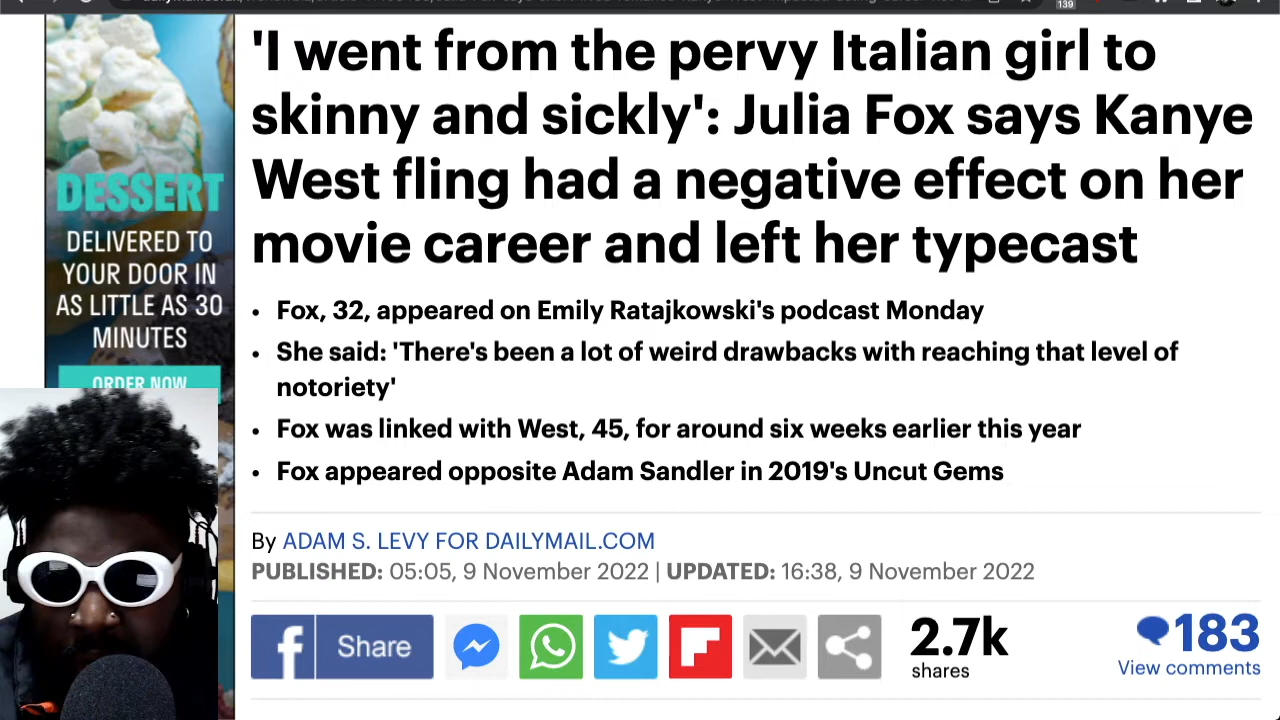 139
'I went from the pervy Italian girl to
skinny and sickly': Julia Fox says Kanye
West fling had a negative effect on her
movie career and left her typecast
DESSERT
DELIVERED TO
YOUR DOOR IN
AS LITTLE AS 30
MINUTES
ORDER NOW
• Fox, 32, appeared on Emily Ratajkowski's podcast Monday
• She said: 'There's been a lot of weird drawbacks with reaching that level of
notoriety'
• Fox was linked with West, 45, for around six weeks earlier this year
• Fox appeared opposite Adam Sandler in 2019's Uncut Gems
By ADAM S. LEVY FOR DAILYMAIL.COM
PUBLISHED: 05:05, 9 November 2022 | UPDATED: 16:38, 9 November 2022
f Share
2.7k
shares
183
View comments